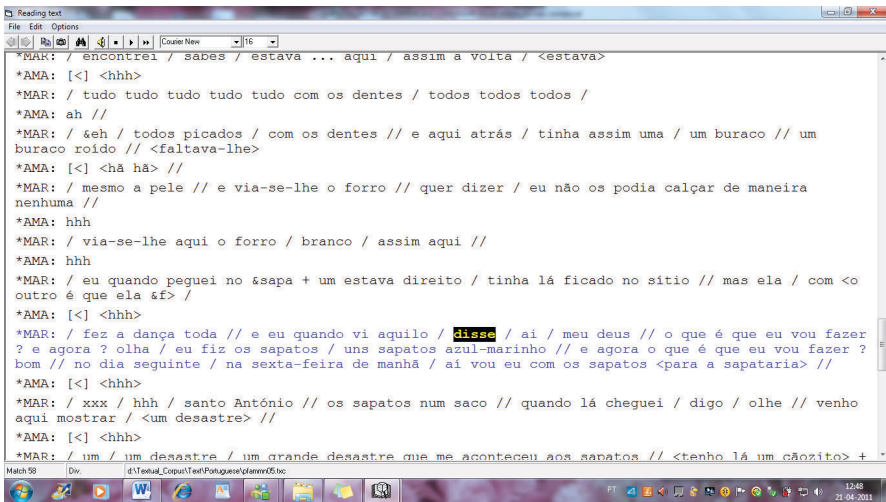 Reading text
File Edit Options
Courier New 16
*MAR: / encontrei / sabes / estava ... aqui / assim à volta / <estava>
*AMA: [<] <hhh>
*MAR: / tudo tudo tudo tudo tudo com os dentes / todos todos todos /
*AMA: ah //
*MAR: / &eh / todos picados / com os dentes // e aqui atrás / tinha assim uma / um buraco // um
buraco roído // <faltava-lhe>
*AMA: [<] <hã hã> //
*MAR: / mesmo a pele // e via-se-lhe o forro // quer dizer / eu não os podia calçar de maneira
nenhuma //
*AMA: hhh
*MAR: / via-se-lhe aqui o forro / branco / assim aqui //
*AMA: hhh
*MAR: / eu quando peguei no &sapa + um estava direito / tinha lá ficado no sítio // mas ela / com <o
outro é que ela &f> /
*AMA: [<] <hhh>
*MAR: / fez a dança toda // e eu quando vi aquilo / disse / ai / meu deus // o que é que eu vou fazer
? e agora ? olha / eu fiz os sapatos / uns sapatos azul-marinho // e agora o que é que eu vou fazer ?
bom // no dia seguinte / na sexta-feira de manhã / aí vou eu com os sapatos <para a sapataria> //
*AMA: [<] <hhh>
*MAR: / xxx / hhh / santo António // os sapatos num saco // quando lá cheguei / digo / olhe // venho
aqui mostrar / <um desastre> //
*AMA: [<] <hhh>
*MAR: / um / um desastre / um grande desastre que me aconteceu aos sapatos // <tenho lá um cãozito> +
Match 58 Div. d:\Textual_Corpus\Text\Portuguese\pfammn05.txc
PT 12:48
21-04-2011